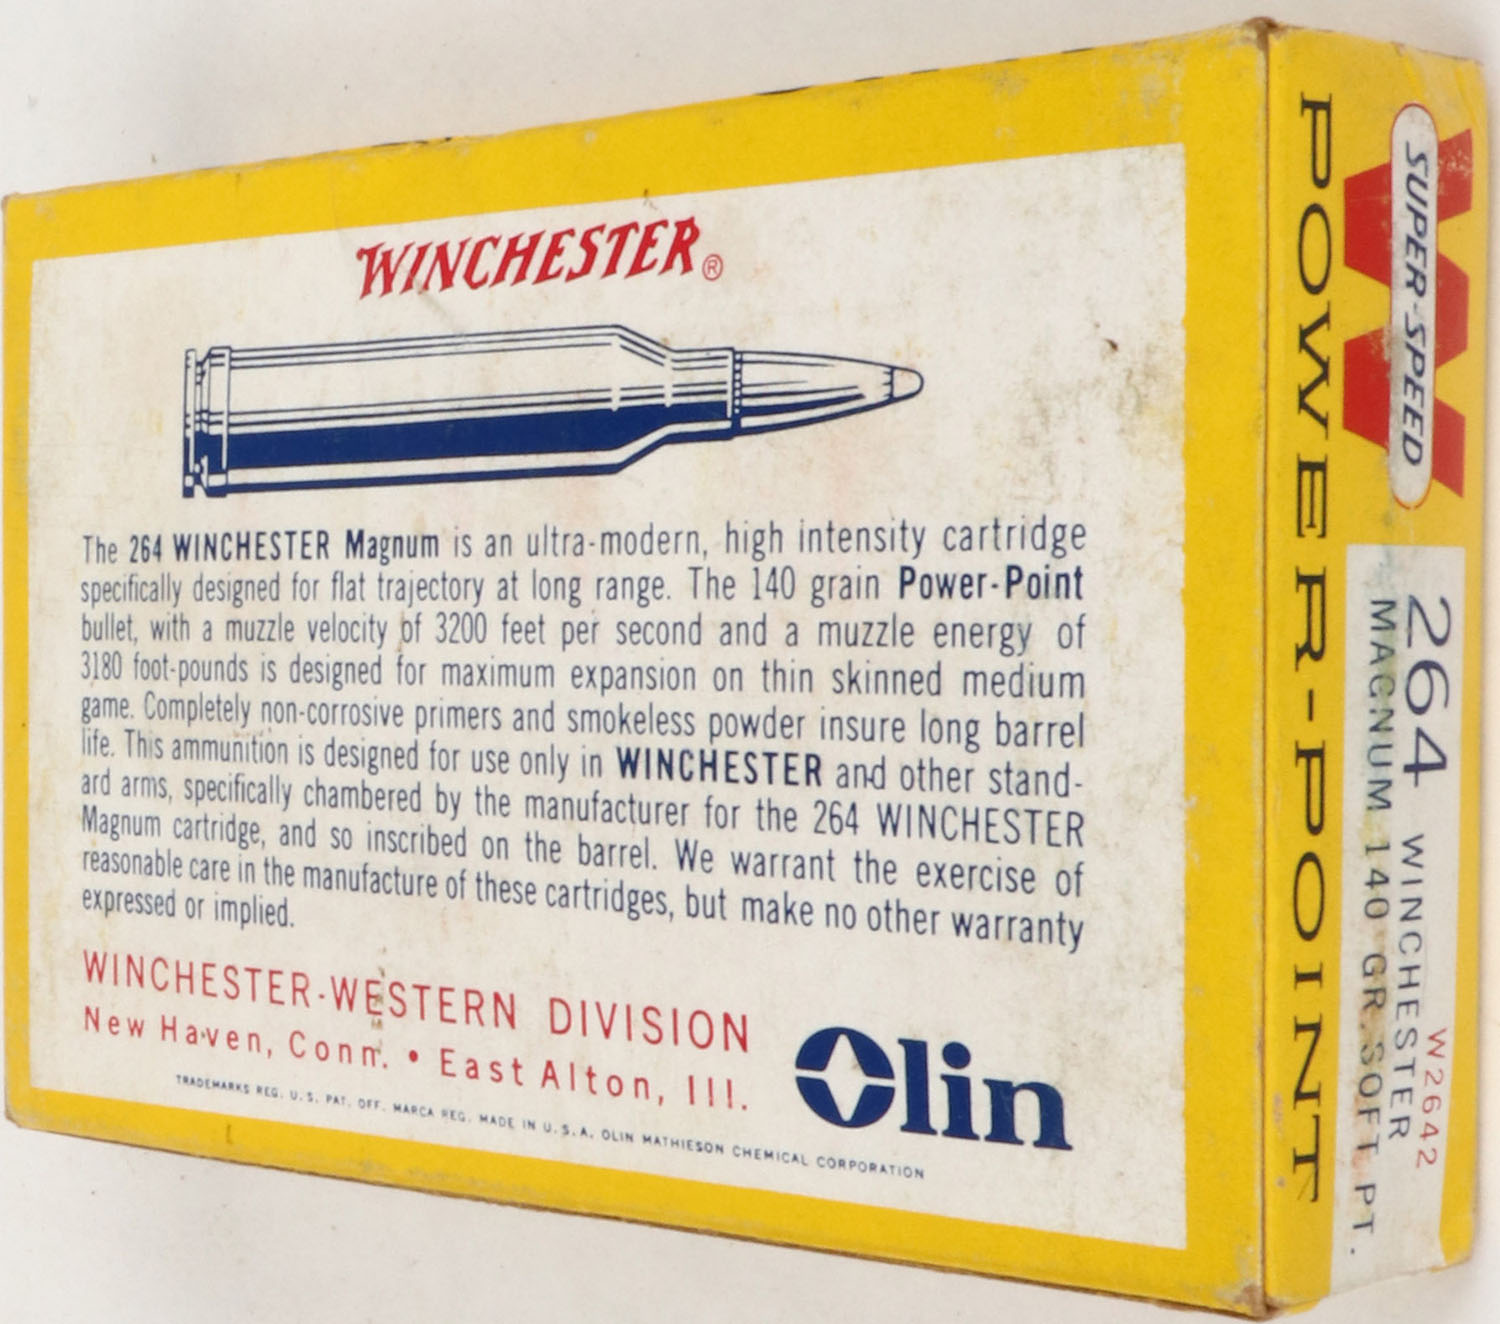 WINCHESTER®
The 264 WINCHESTER Magnum is an ultra-modern, high intensity cartridge
specifically designed for flat trajectory at long range. The 140 grain Power-Point
bullet, with a muzzle velocity of 3200 feet per second and a muzzle energy of
3180 foot-pounds is designed for maximum expansion on thin skinned medium
game. Completely non-corrosive primers and smokeless powder insure long barrel
life. This ammunition is designed for use only in WINCHESTER and other stand-
ard arms, specifically chambered by the manufacturer for the 264 WINCHESTER
Magnum cartridge, and so inscribed on the barrel. We warrant the exercise of
reasonable care in the manufacture of these cartridges, but make no other warranty
expressed or implied.
WINCHESTER-WESTERN DIVISION
New Haven, Conn. • East Alton, Ill.
Olin
TRADEMARKS REG. U.S. PAT. OFF. MARCA REG. MADE IN U.S.A. OLIN MATHIESON CHEMICAL CORPORATION
W
SUPER-SPEED
POWER-POINT
W2642
264 WINCHESTER
MAGNUM 140 GR. SOFT PT.